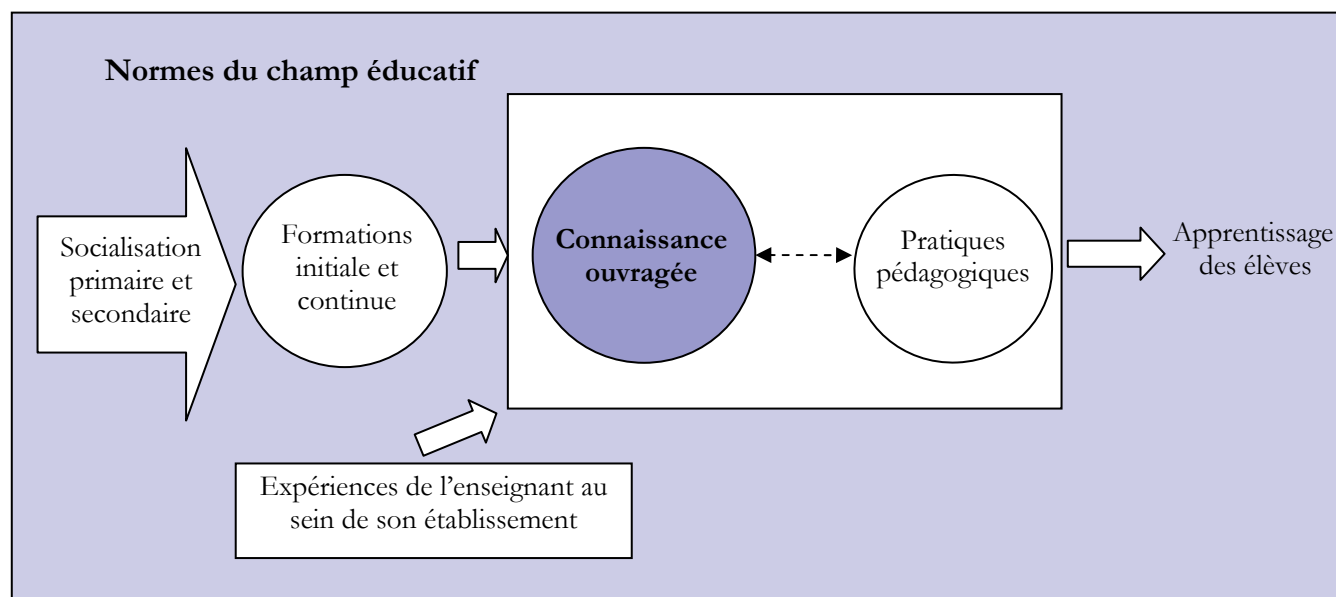 Normes du champ éducatif
Socialisation
primaire et
secondaire
Formations
initiale et
continue
Connaissance
ouvragée
Pratiques
pédagogiques
Apprentissage
des élèves
Expériences de l’enseignant au
sein de son établissement